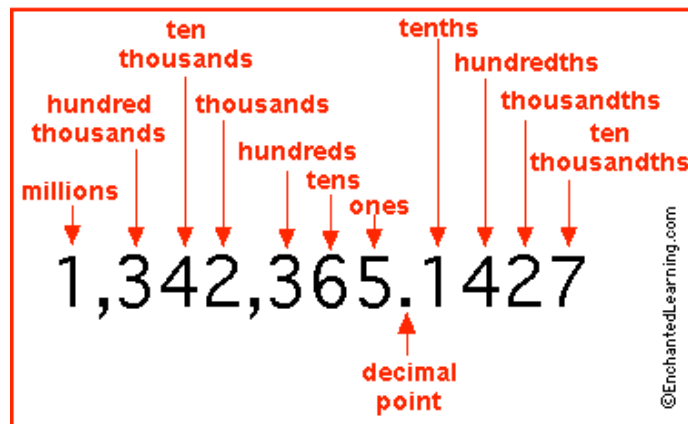 ten
thousands
tenths
hundredths
hundred
thousands
thousands
thousandths
hundreds
ten
thousandths
millions
tens
ones
1,342,365.1427
decimal
point
©EnchantedLearning.com